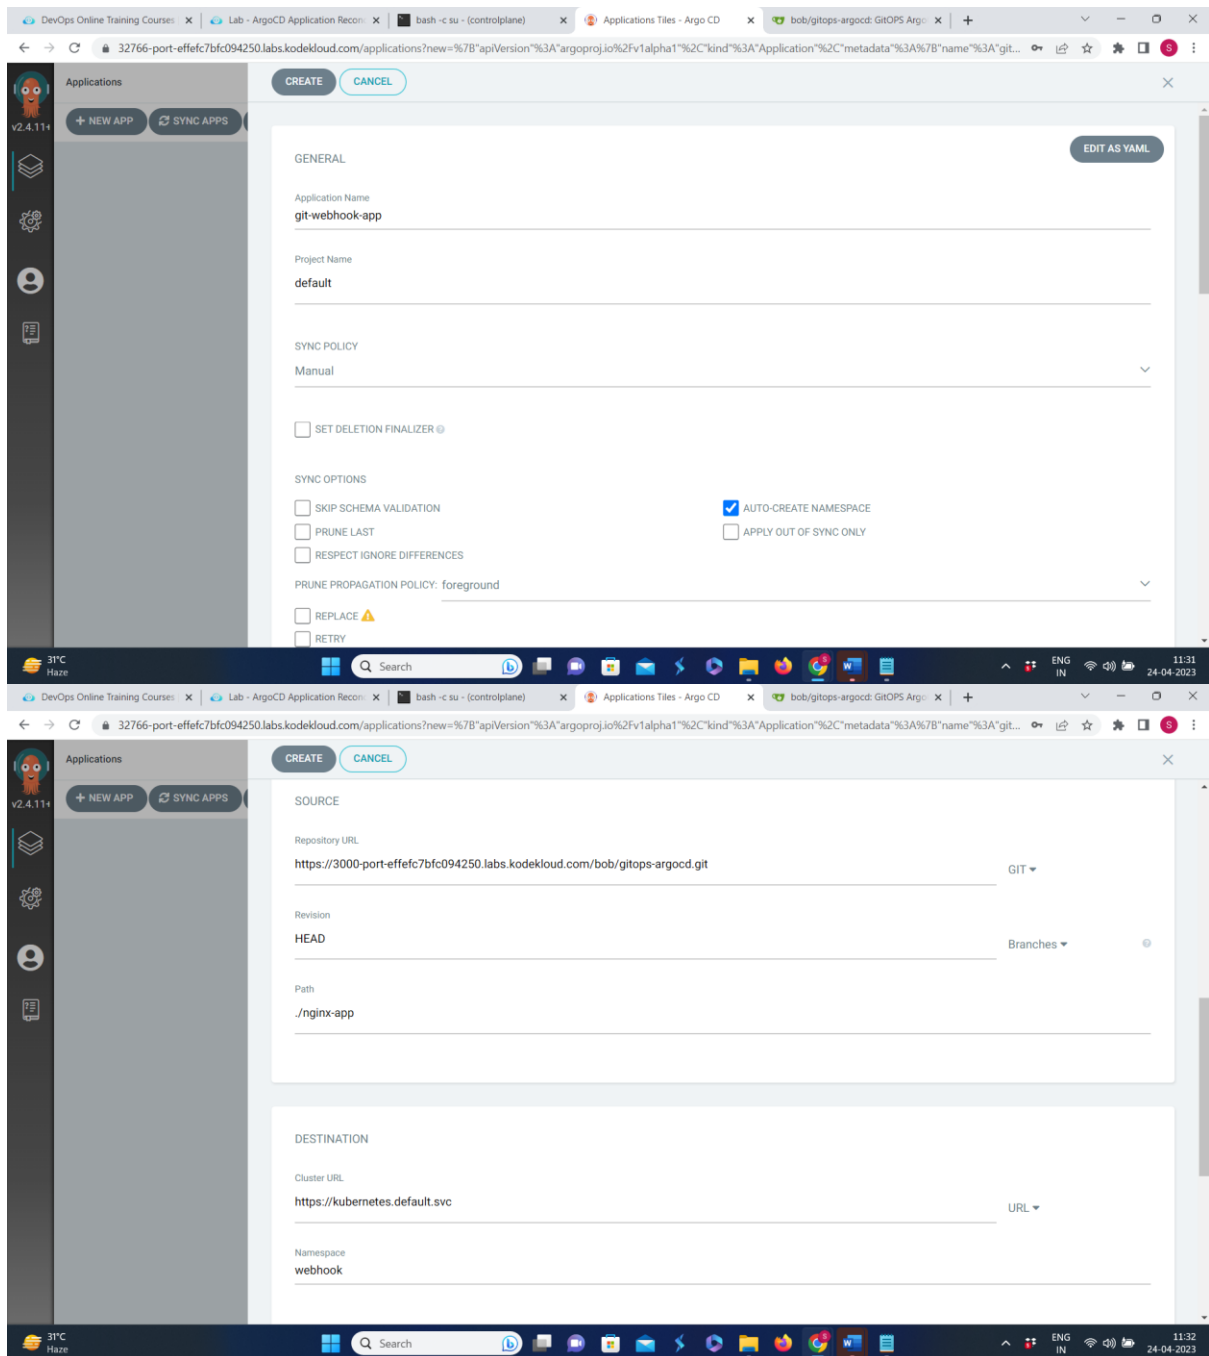 DevOps Online Training Courses
Lab - ArgoCD Application Recon
bash -c su - (controlplane)
Applications Tiles - Argo CD
bob/gitops-argocd: GitOPS Argo
32766-port-effefc7bfc094250.labs.kodekloud.com/applications?new=%7B"apiVersion"%3A"argoproj.io%2Fv1alpha1"%2C"kind"%3A"Application"%2C"metadata"%3A%7B"name"%3A"git...
S
Applications
CREATE
CANCEL
v2.4.11+
+ NEW APP
SYNC APPS
EDIT AS YAML
GENERAL
Application Name
git-webhook-app
Project Name
default
SYNC POLICY
Manual
SET DELETION FINALIZER
SYNC OPTIONS
SKIP SCHEMA VALIDATION
AUTO-CREATE NAMESPACE
PRUNE LAST
APPLY OUT OF SYNC ONLY
RESPECT IGNORE DIFFERENCES
PRUNE PROPAGATION POLICY: foreground
REPLACE
RETRY
31°C
Haze
Search
ENG
IN
11:31
24-04-2023
DevOps Online Training Courses
Lab - ArgoCD Application Recon
bash -c su - (controlplane)
Applications Tiles - Argo CD
bob/gitops-argocd: GitOPS Argo
32766-port-effefc7bfc094250.labs.kodekloud.com/applications?new=%7B"apiVersion"%3A"argoproj.io%2Fv1alpha1"%2C"kind"%3A"Application"%2C"metadata"%3A%7B"name"%3A"git...
S
Applications
CREATE
CANCEL
v2.4.11+
+ NEW APP
SYNC APPS
SOURCE
Repository URL
https://3000-port-effefc7bfc094250.labs.kodekloud.com/bob/gitops-argocd.git
GIT
Revision
HEAD
Branches
Path
./nginx-app
DESTINATION
Cluster URL
https://kubernetes.default.svc
URL
Namespace
webhook
31°C
Haze
Search
ENG
IN
11:32
24-04-2023